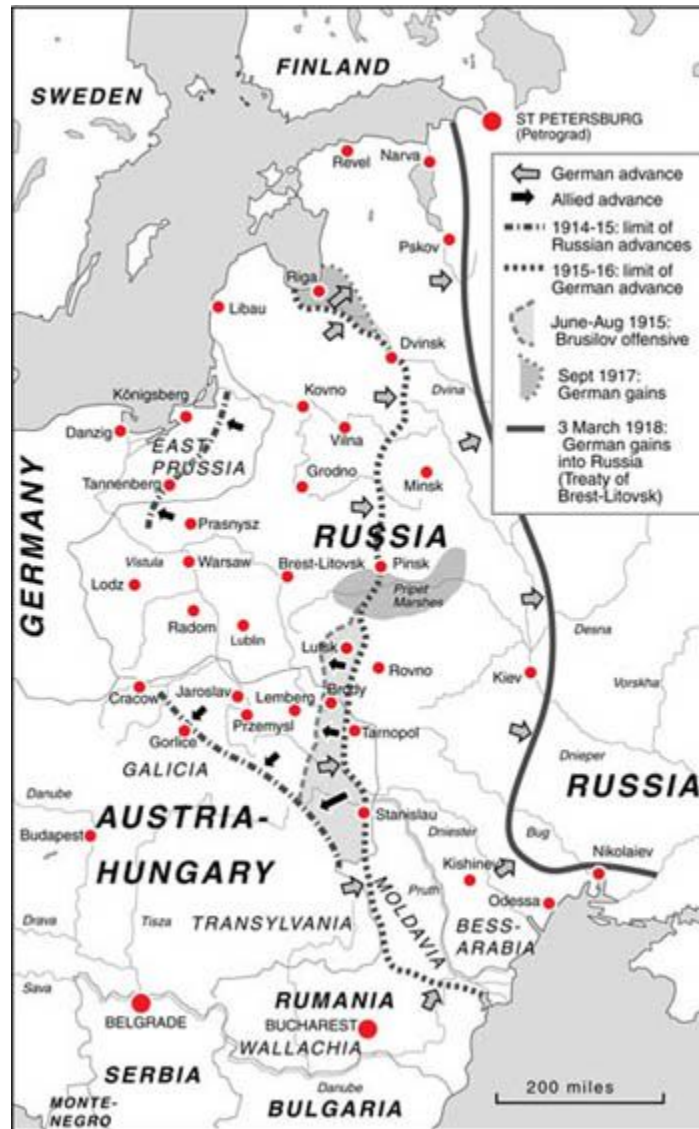 FINLAND
SWEDEN
ST PETERSBURG
(Petrograd)
Revel
Narva
German advance
Allied advance
1914-15: limit of
Russian advances
1915-16: limit of
German advance
June-Aug 1915:
Brusilov offensive
Sept 1917:
German gains
3 March 1918:
German gains
into Russia
(Treaty of
Brest-Litovsk)
Pskov
Riga
Libau
Dvinsk
Dvina
Königsberg
Kovno
Danzig
Vilna
EAST
PRUSSIA
Grodno
Minsk
Tannenberg
Prasnysz
RUSSIA
GERMANY
Vistula
Warsaw
Brest-Litovsk
Pinsk
Lodz
Pripet
Marshes
Radom
Lublin
Desna
Lutsk
Rovno
Kiev
Vorskha
Cracow
Jaroslav
Lemberg
Brody
Przemysl
Tarnopol
Gorlice
GALICIA
Dnieper
RUSSIA
Danube
AUSTRIA-
HUNGARY
Budapest
Stanislau
Dniester
Bug
Nikolaiev
Kishinev
Pruth
Odessa
MOLDAVIA
BESS-
ARABIA
Drava
Tisza
TRANSYLVANIA
Sava
BELGRADE
RUMANIA
BUCHAREST
WALLACHIA
SERBIA
MONTE-
NEGRO
Danube
BULGARIA
200 miles